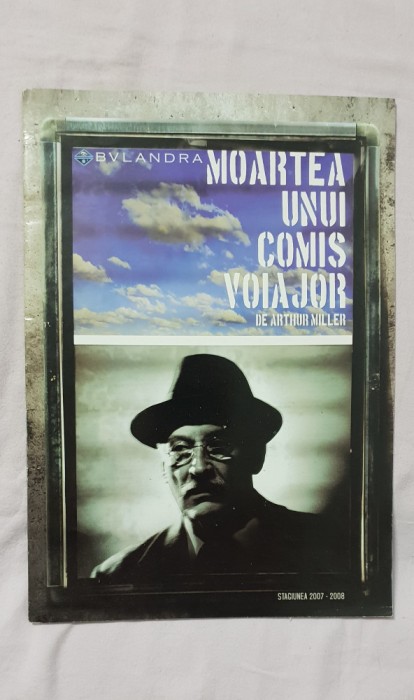 BVLANDRA
MOARTEA
UNUI
COMIS
VOIAJOR
DE ARTHUR MILLER
STAGIUNEA 2007 - 2008